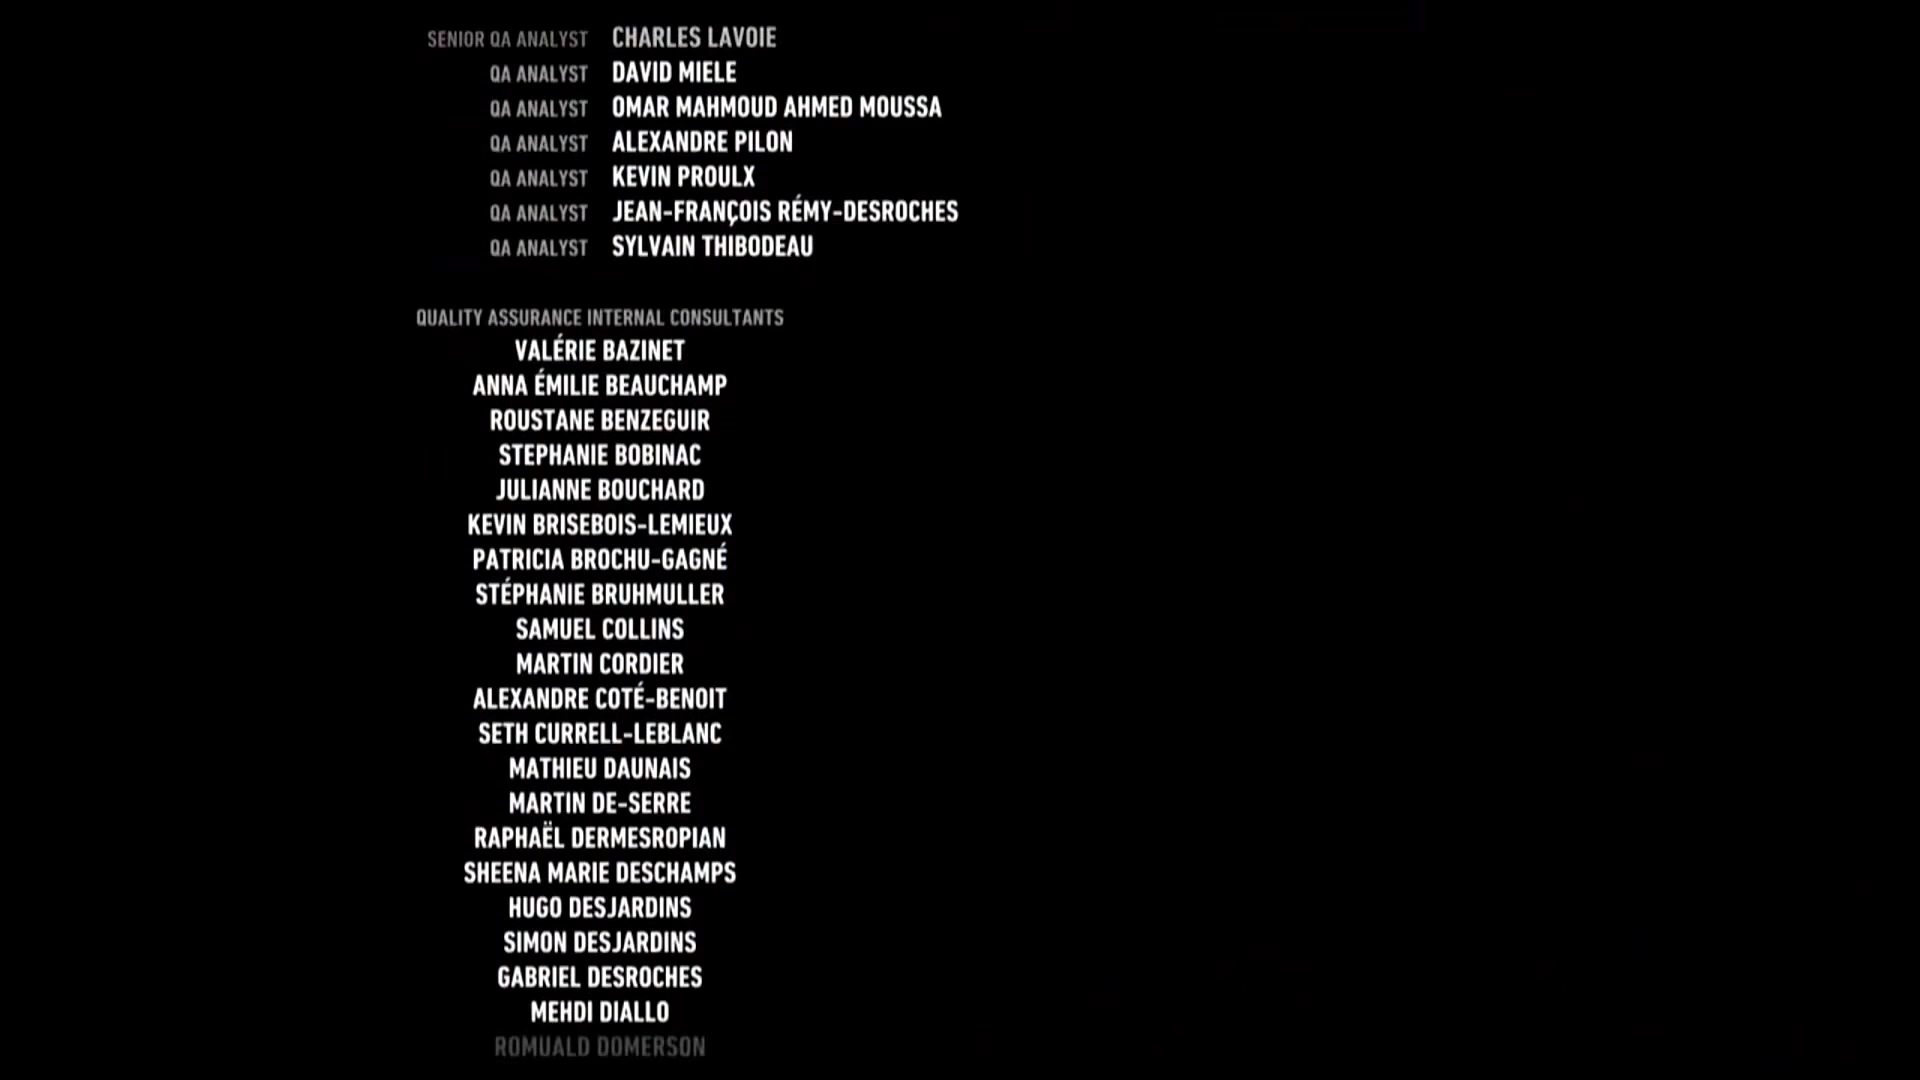 SENIOR QA ANALYST CHARLES LAVOIE
QA ANALYST DAVID MIELE
QA ANALYST OMAR MAHMOUD AHMED MOUSSA
QA ANALYST ALEXANDRE PILON
QA ANALYST KEVIN PROULX
QA ANALYST JEAN-FRANÇOIS RÉMY-DESROCHES
QA ANALYST SYLVAIN THIBODEAU
QUALITY ASSURANCE INTERNAL CONSULTANTS
VALÉRIE BAZINET
ANNA ÉMILIE BEAUCHAMP
ROUSTANE BENZEGUIR
STEPHANIE BOBINAC
JULIANNE BOUCHARD
KEVIN BRISEBOIS-LEMIEUX
PATRICIA BROCHU-GAGNÉ
STÉPHANIE BRUHMULLER
SAMUEL COLLINS
MARTIN CORDIER
ALEXANDRE COTÉ-BENOIT
SETH CURRELL-LEBLANC
MATHIEU DAUNAIS
MARTIN DE-SERRE
RAPHAËL DERMESROPIAN
SHEENA MARIE DESCHAMPS
HUGO DESJARDINS
SIMON DESJARDINS
GABRIEL DESROCHES
MEHDI DIALLO
ROMUALD DOMERSON